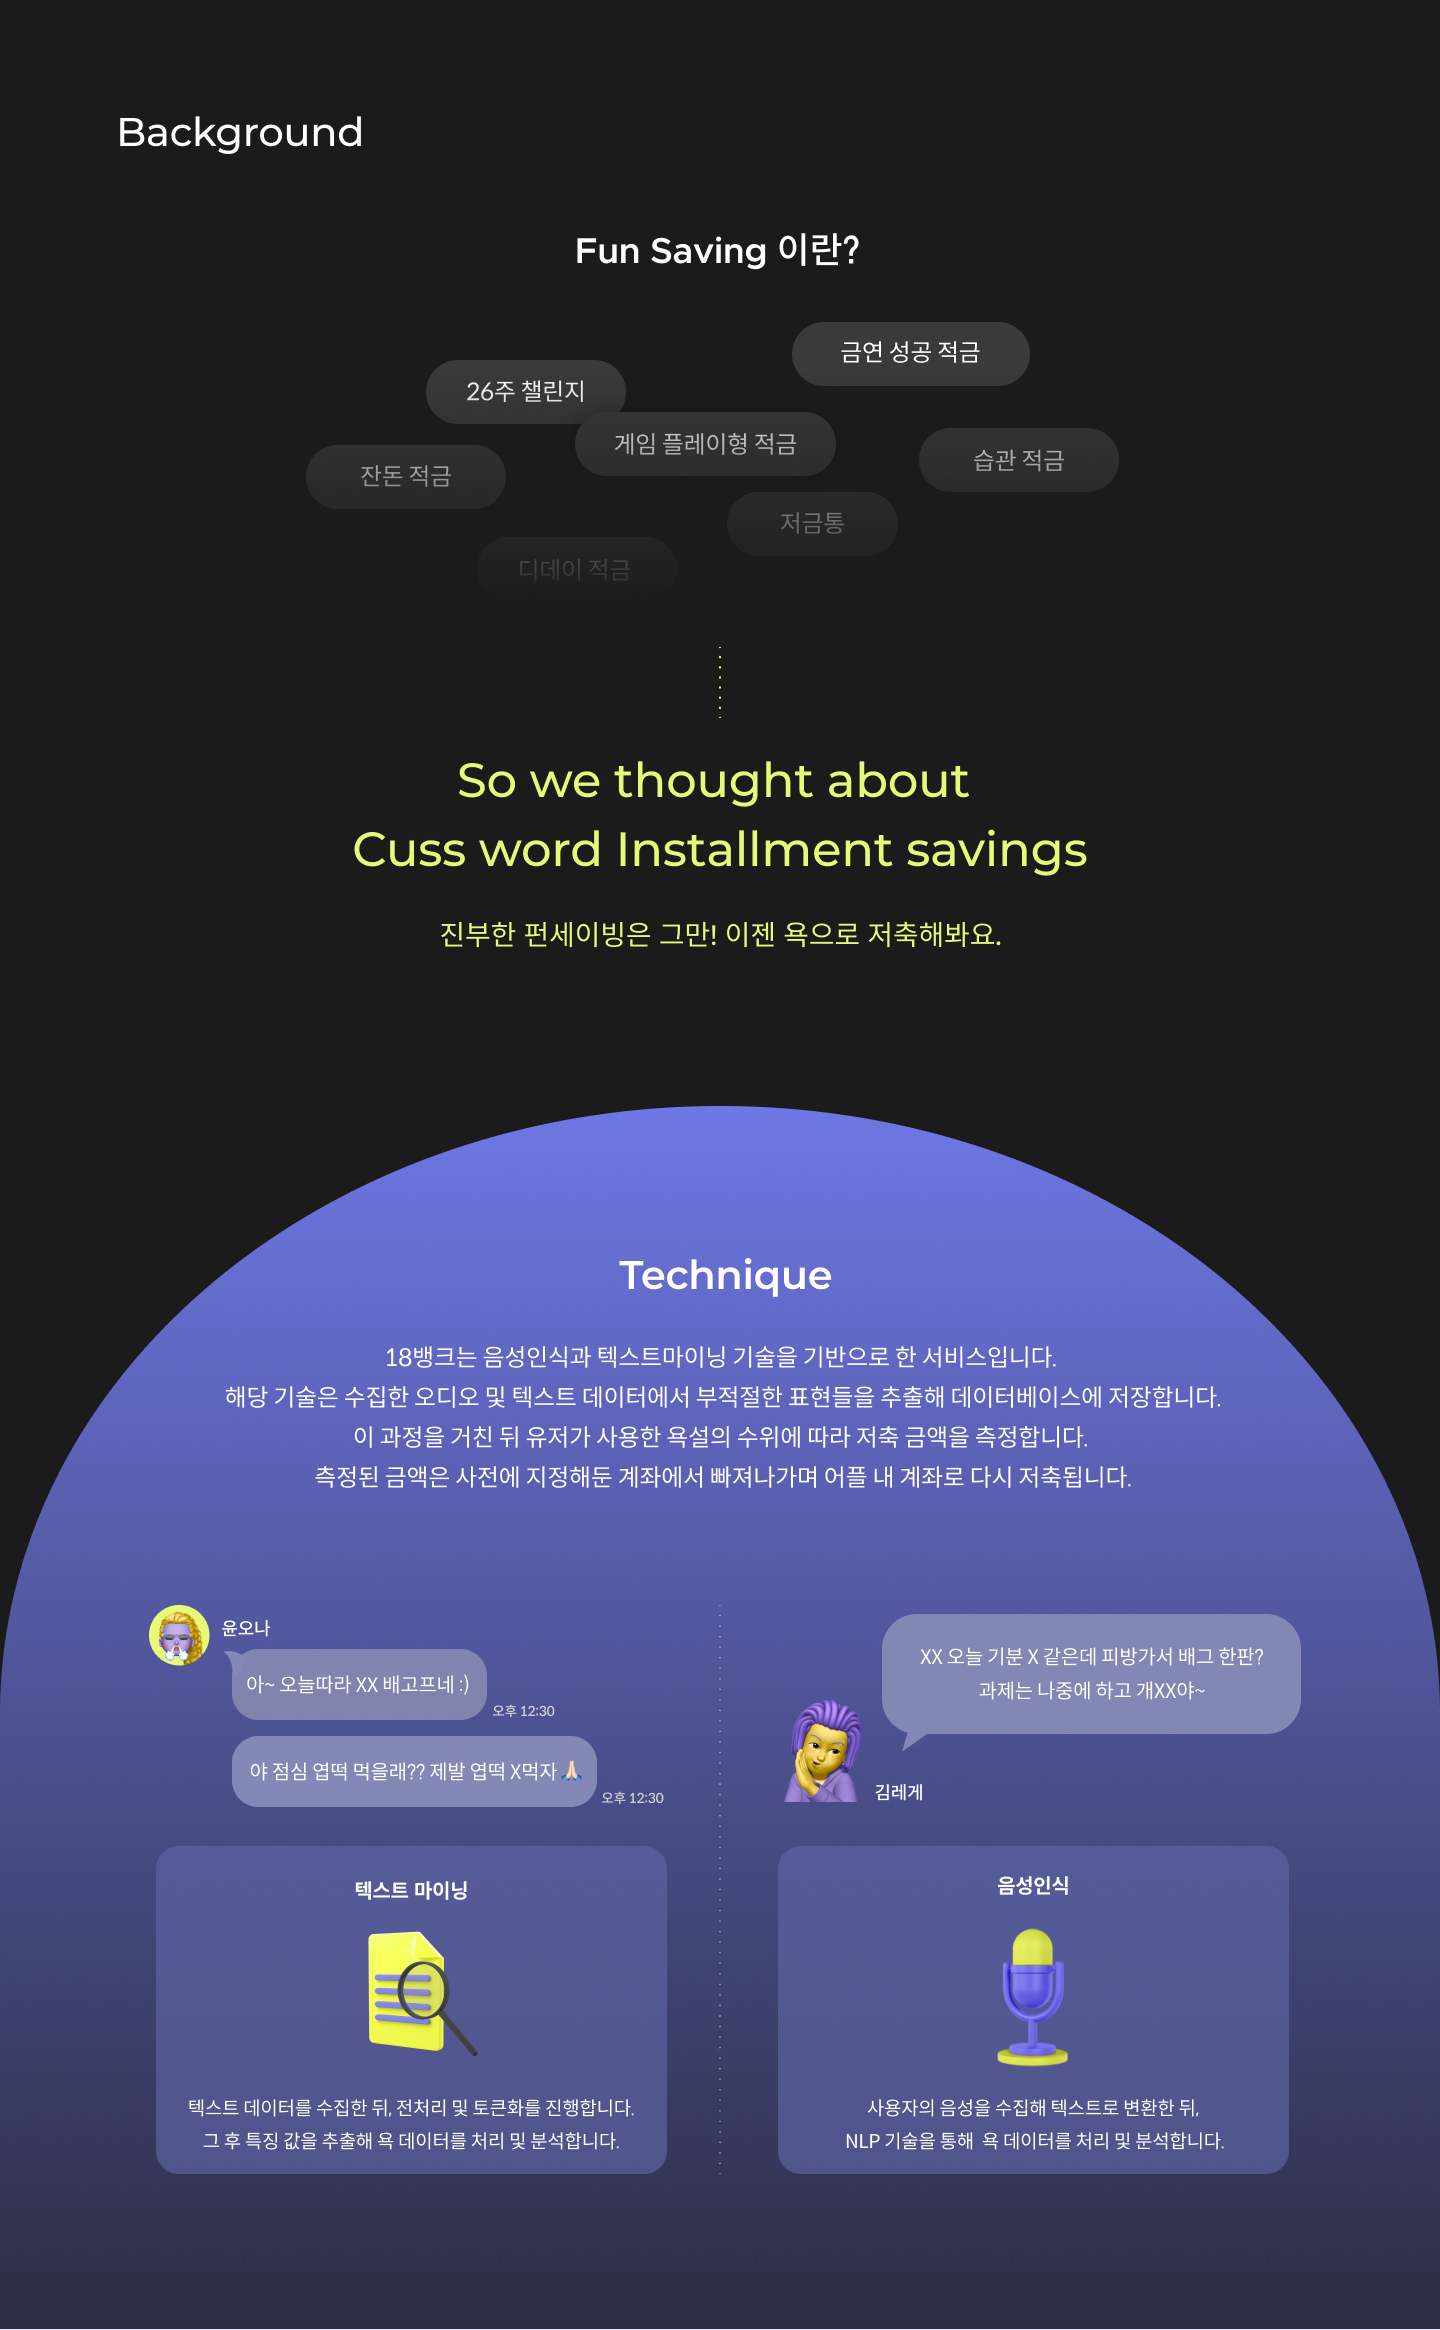 Background
Fun Saving 이란?
금연 성공 적금
26주 챌린지
게임 플레이형 적금
습관 적금
잔돈 적금
저금통
디데이 적금
So we thought about
Cuss word Installment savings
진부한 펀세이빙은 그만! 이젠 욕으로 저축해봐요.
Technique
18뱅크는 음성인식과 텍스트마이닝 기술을 기반으로 한 서비스입니다.
해당 기술은 수집한 오디오 및 텍스트 데이터에서 부적절한 표현들을 추출해 데이터베이스에 저장합니다.
이 과정을 거친 뒤 유저가 사용한 욕설의 수위에 따라 저축 금액을 측정합니다.
측정된 금액은 사전에 지정해둔 계좌에서 빠져나가며 어플 내 계좌로 다시 저축됩니다.
윤오나
아~ 오늘따라 XX 배고프네 :)
오후 12:30
야 점심 엽떡 먹을래?? 제발 엽떡 X먹자🙏🏻
오후 12:30
XX 오늘 기분 X 같은데 피방가서 배그 한판?
과제는 나중에 하고 개XX야~
김레게
텍스트 마이닝
텍스트 데이터를 수집한 뒤, 전처리 및 토큰화를 진행합니다.
그 후 특징 값을 추출해 욕 데이터를 처리 및 분석합니다.
음성인식
사용자의 음성을 수집해 텍스트로 변환한 뒤,
NLP 기술을 통해 욕 데이터를 처리 및 분석합니다.